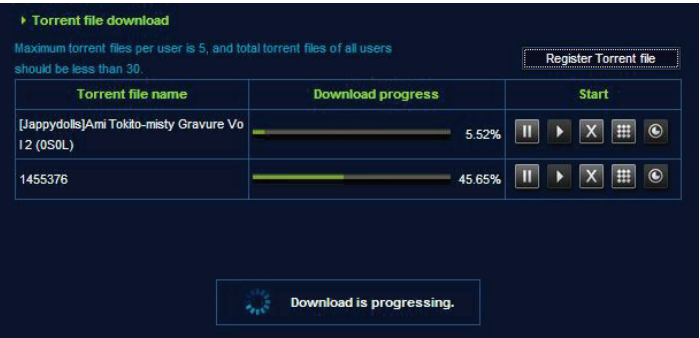 Torrent file download
Maximum torrent files per user is 5, and total torrent files of all users
should be less than 30.
Register Torrent file
Torrent file name Download progress Start
[Jappydolls]Ami Tokito-misty Gravure Vo
l 2 (0S0L)
5.52%
1455376 45.65%
Download is progressing.